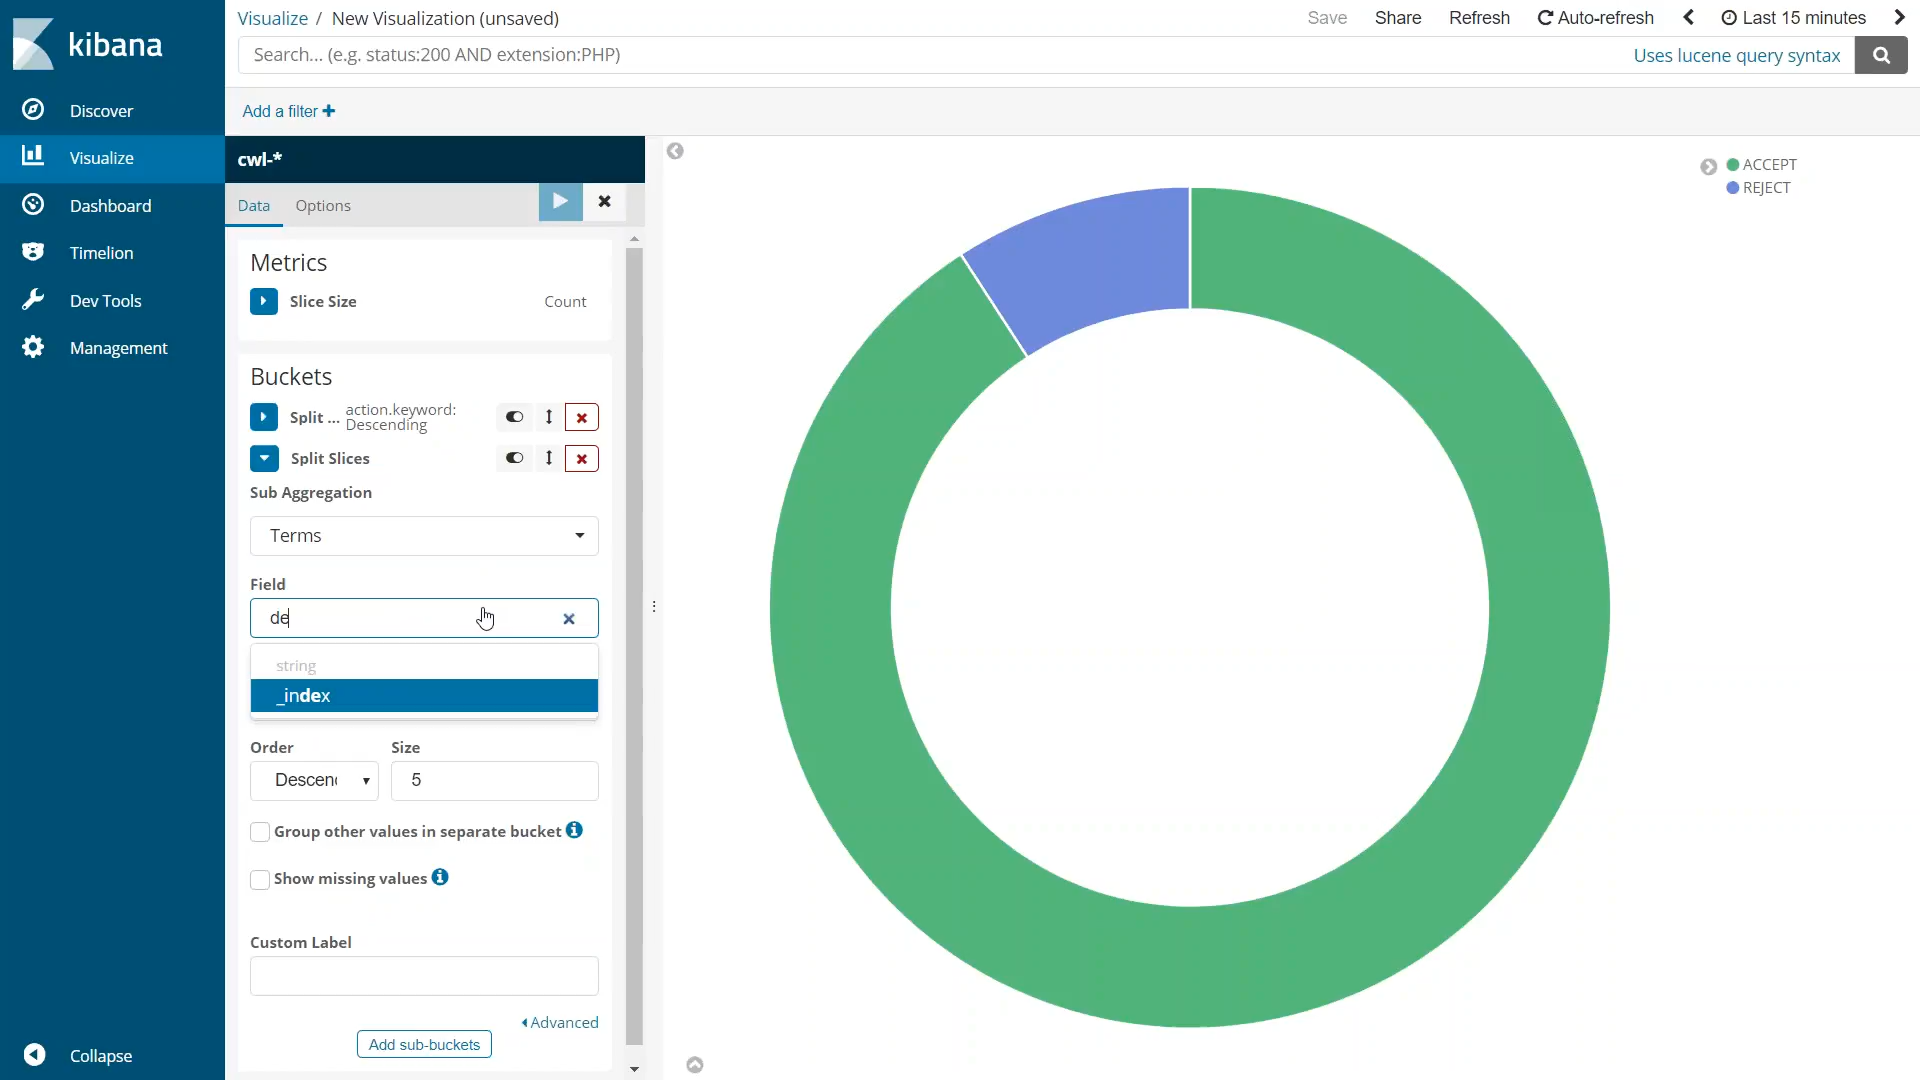 kibana
Discover
Visualize
Dashboard
Timelion
Dev Tools
Management
Collapse
Visualize / New Visualization (unsaved)
Save Share Refresh Auto-refresh Last 15 minutes
Search... (e.g. status:200 AND extension:PHP) Uses lucene query syntax
Add a filter
cwl-*
Data Options
Metrics
Slice Size Count
Buckets
Split ... action.keyword:
Descending
Split Slices
Sub Aggregation
Terms
Field
de
string
_index
Order Size
Descen 5
Group other values in separate bucket
Show missing values
Custom Label
Advanced
Add sub-buckets
ACCEPT
REJECT